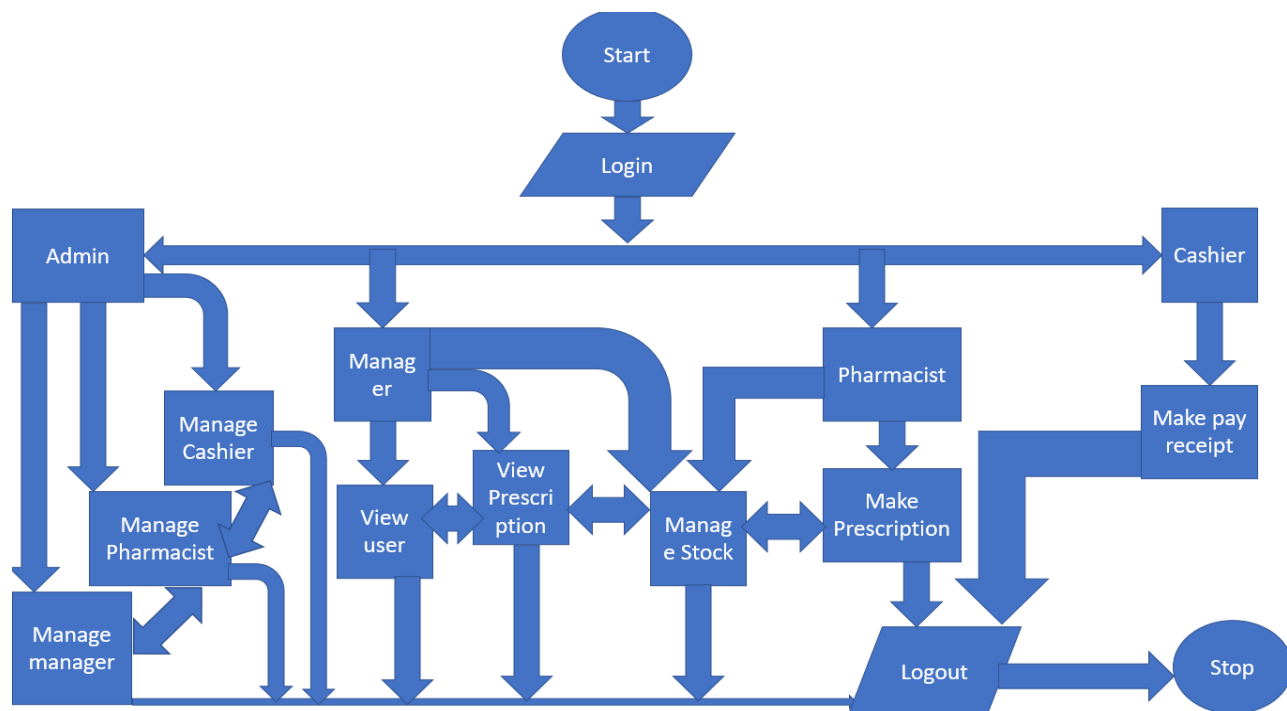 Start
Login
Admin
Cashier
Manag
er
Pharmacist
Manage
Cashier
Make pay
receipt
View
Prescri
ption
Manage
Pharmacist
View
user
Manag
e Stock
Make
Prescription
Manage
manager
Logout
Stop